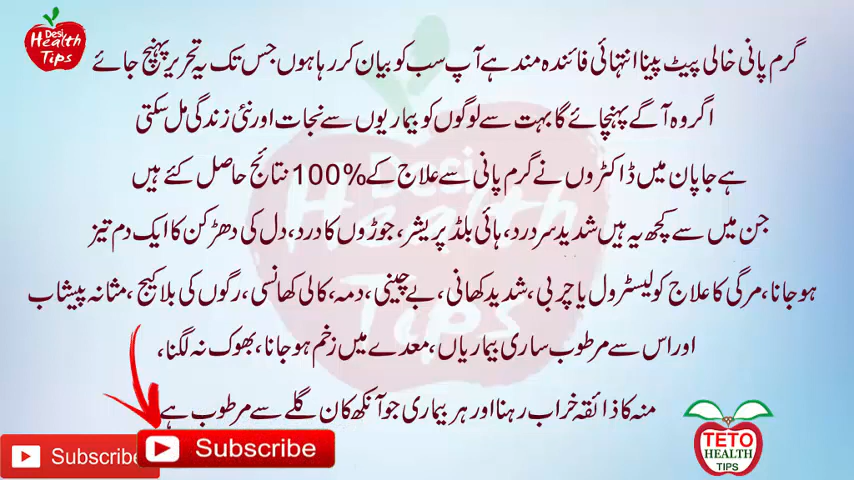 Desi
Health
Tips
گرم پانی خالی پیٹ پینا انتہائی فائندہ مند ہے آپ سب کو بیان کر رہا ہوں جس تک یہ تحریر پہنچ جائے
اگر وہ آگے پہنچائے گا بہت سے لوگوں کو بیماریوں سے نجات اور نئی زندگی مل سکتی
ہے جاپان میں ڈاکٹروں نے گرم پانی سے علاج کے 100% نتائج حاصل کئے ہیں
جن میں سے کچھ یہ ہیں شدید سر درد، ہائی بلڈ پریشر، جوڑوں کا درد، دل کی دھڑکن کا ایک دم تیز
ہو جانا، مرگی کا علاج کولیسٹرول یا چربی، شدید کھانی، بے چینی، دمہ، کالی کھانسی، رگوں کی بلاکیج، مثانہ پیشاب
اور اس سے مرطوب ساری بیماریاں، معدے میں زخم ہو جانا، بھوک نہ لگنا،
منہ کا ذائقہ خراب رہنا اور ہر بیماری جو آنکھ کان گلے سے مرطوب ہے
Desi
Health
Tips
Subscribe
Subscribe
TETO
HEALTH
TIPS